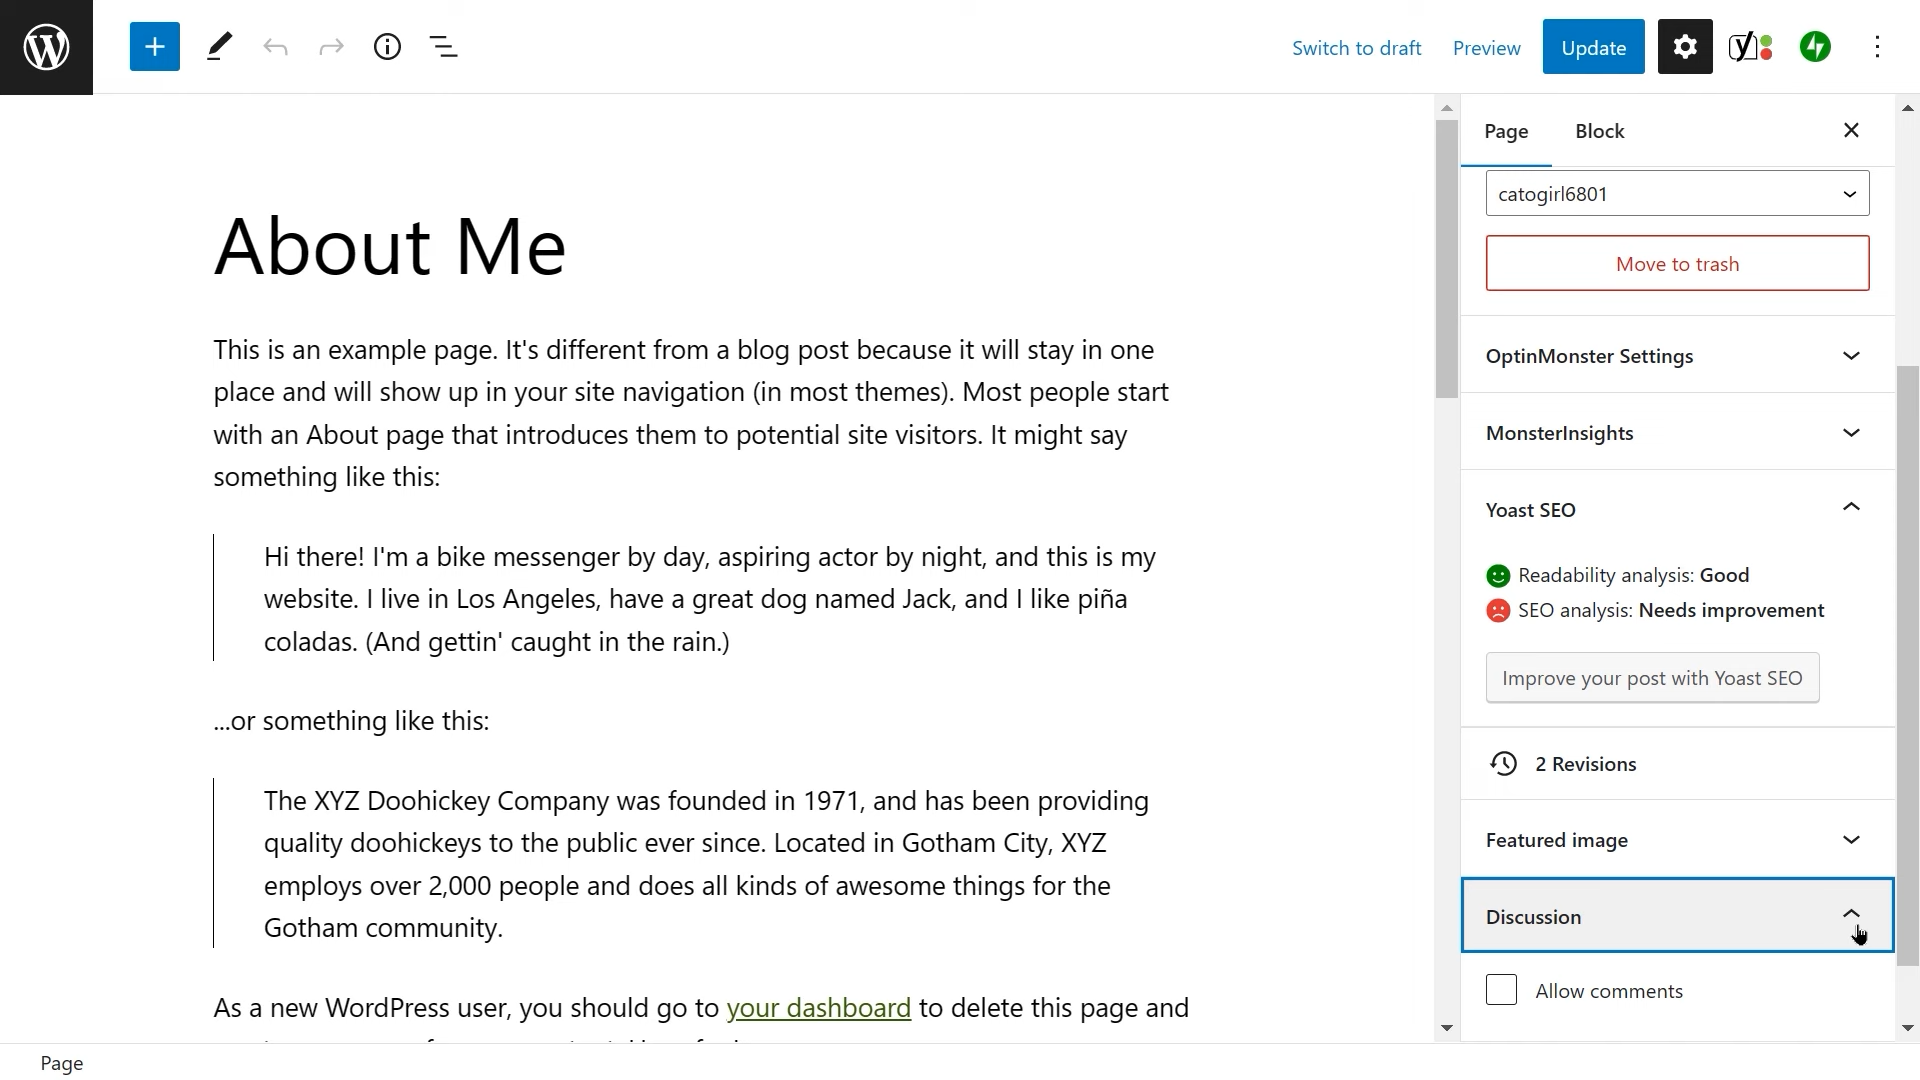 Switch to draft Preview Update
Page Block
catogirl6801
Move to trash
OptinMonster Settings
MonsterInsights
Yoast SEO
Readability analysis: Good
SEO analysis: Needs improvement
Improve your post with Yoast SEO
2 Revisions
Featured image
Discussion
Allow comments
About Me
This is an example page. It's different from a blog post because it will stay in one
place and will show up in your site navigation (in most themes). Most people start
with an About page that introduces them to potential site visitors. It might say
something like this:
Hi there! I'm a bike messenger by day, aspiring actor by night, and this is my
website. I live in Los Angeles, have a great dog named Jack, and I like piña
coladas. (And gettin' caught in the rain.)
...or something like this:
The XYZ Doohickey Company was founded in 1971, and has been providing
quality doohickeys to the public ever since. Located in Gotham City, XYZ
employs over 2,000 people and does all kinds of awesome things for the
Gotham community.
As a new WordPress user, you should go to your dashboard to delete this page and
Page